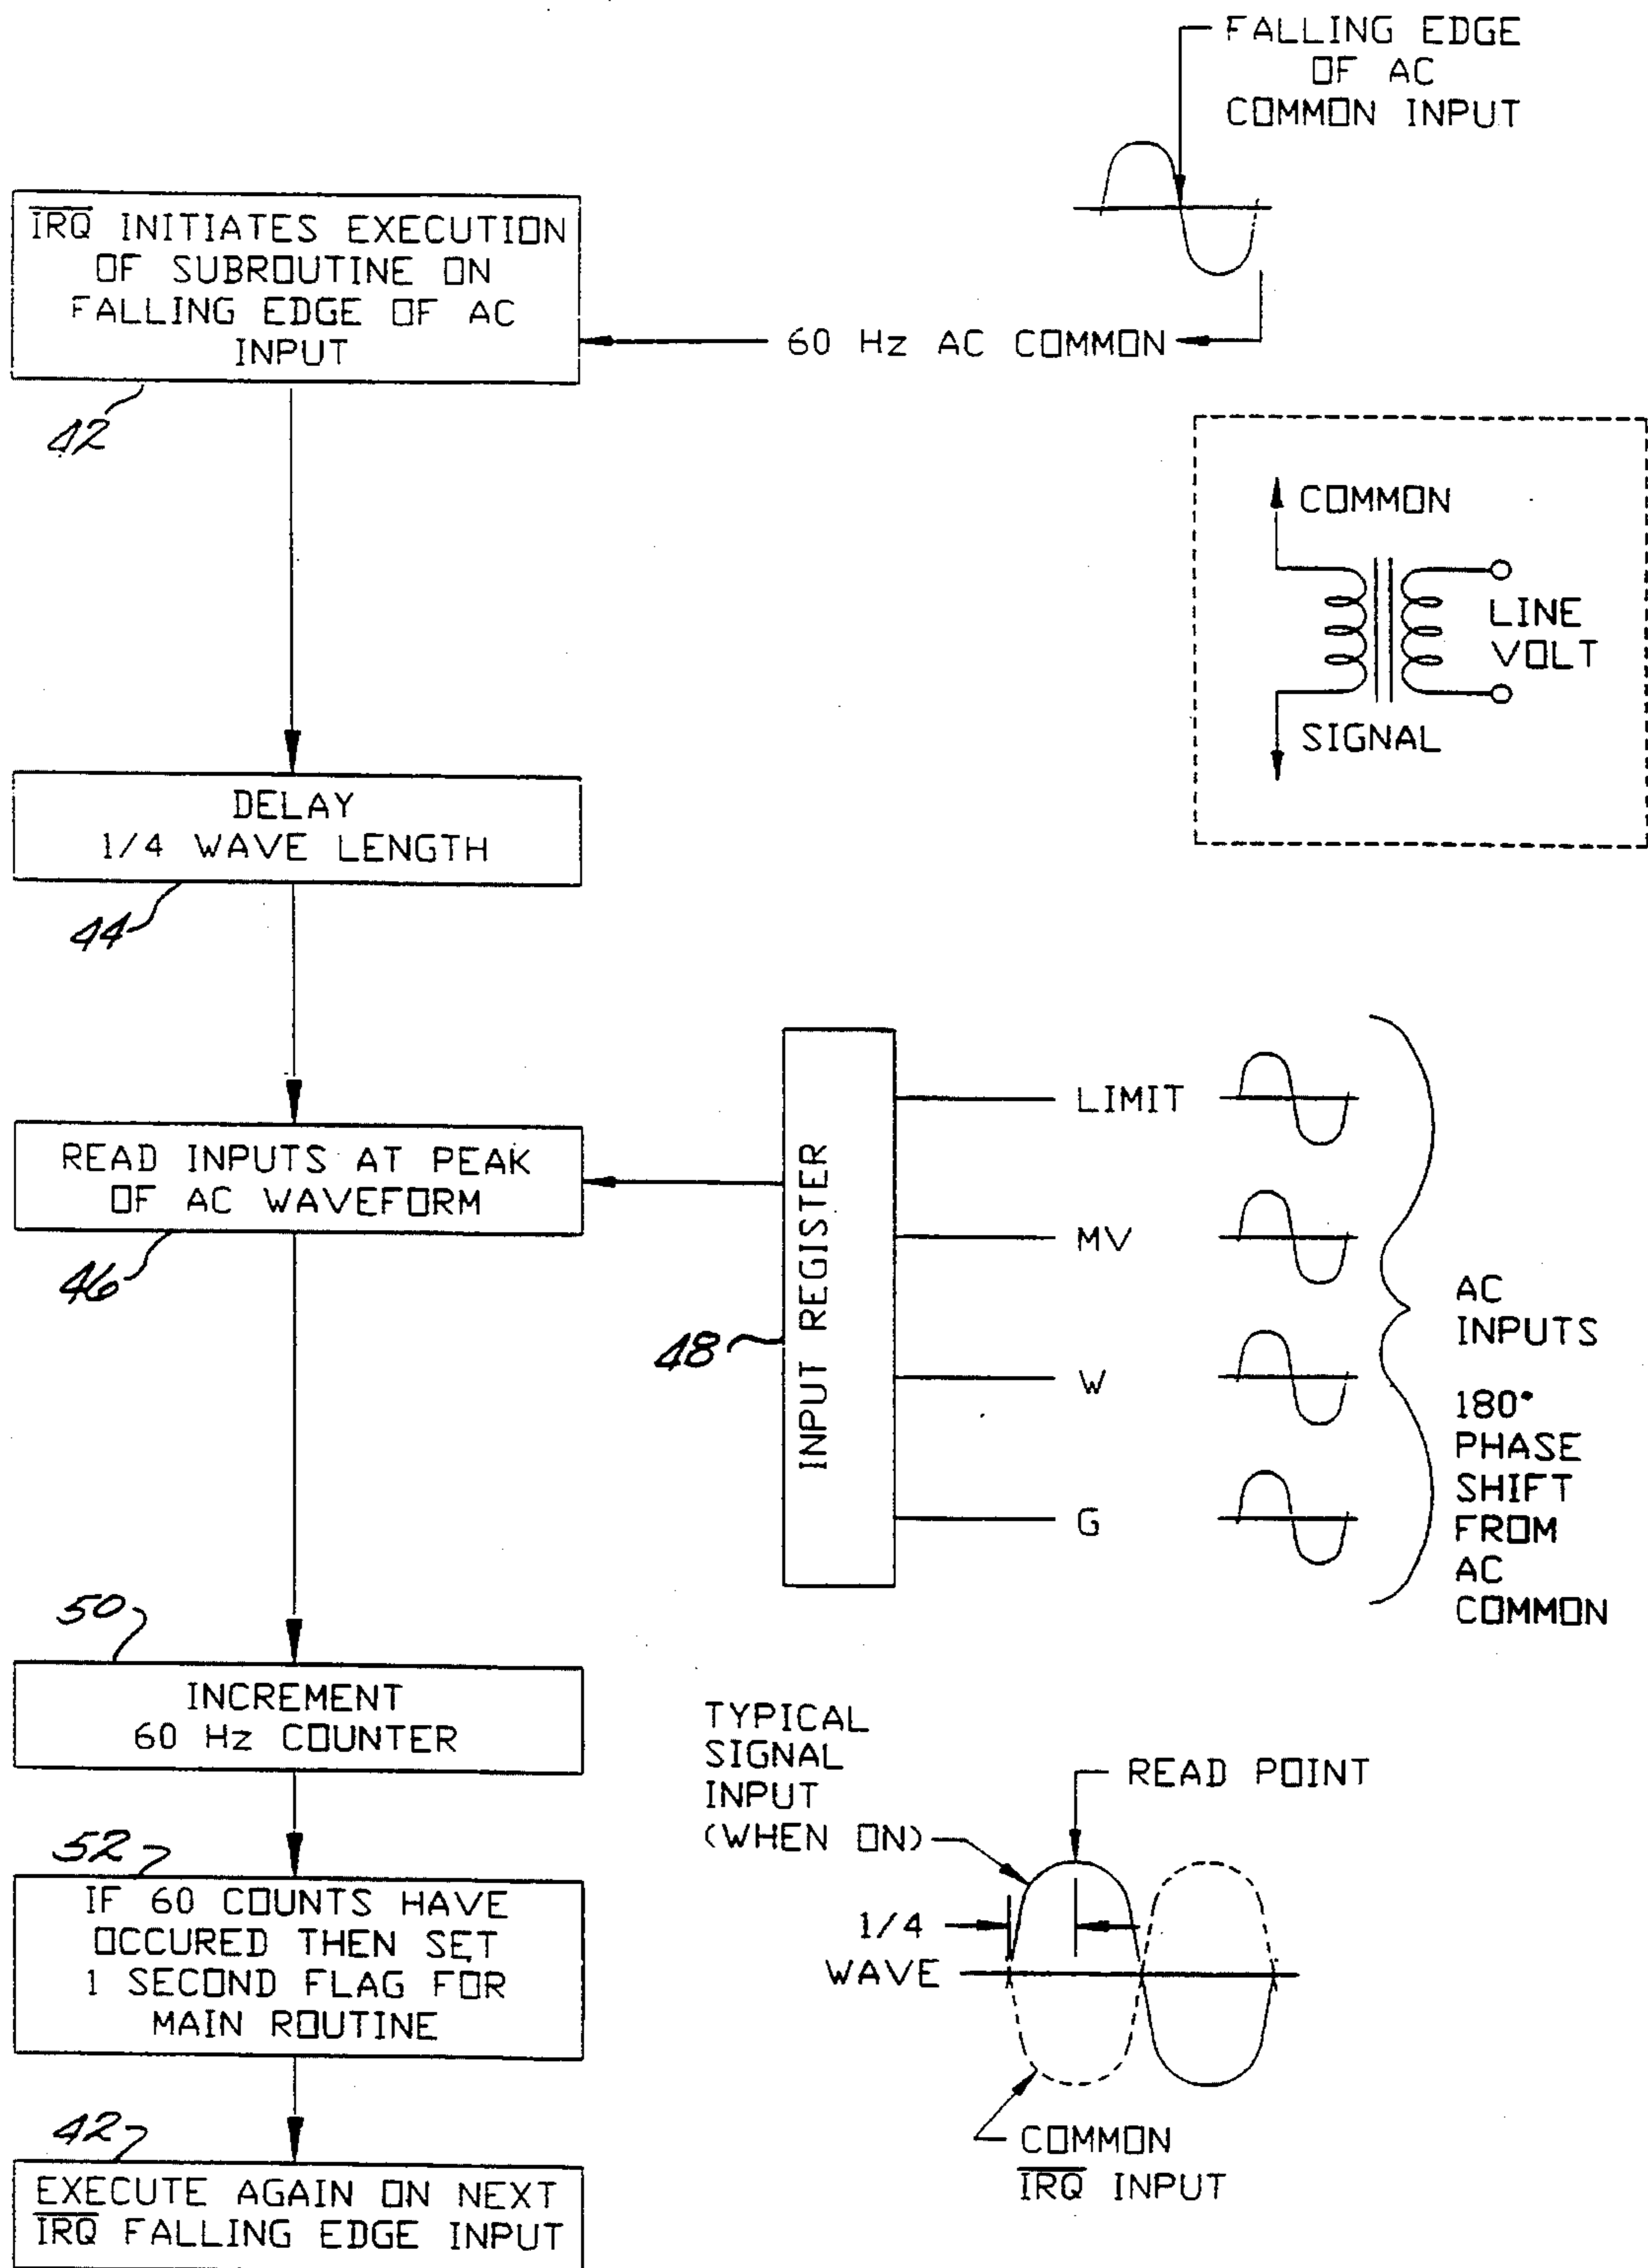 FALLING EDGE
OF AC
COMMON INPUT
IRQ INITIATES EXECUTION
OF SUBROUTINE ON
FALLING EDGE OF AC
INPUT
60 Hz AC COMMON
42
COMMON
LINE
VOLT
SIGNAL
DELAY
1/4 WAVE LENGTH
44
READ INPUTS AT PEAK
OF AC WAVEFORM
46
INPUT REGISTER
48
LIMIT
MV
W
G
AC
INPUTS
180°
PHASE
SHIFT
FROM
AC
COMMON
50
INCREMENT
60 Hz COUNTER
52
IF 60 COUNTS HAVE
OCCURED THEN SET
1 SECOND FLAG FOR
MAIN ROUTINE
42
EXECUTE AGAIN ON NEXT
IRQ FALLING EDGE INPUT
TYPICAL
SIGNAL
INPUT
(WHEN ON)
READ POINT
1/4
WAVE
COMMON
IRQ INPUT